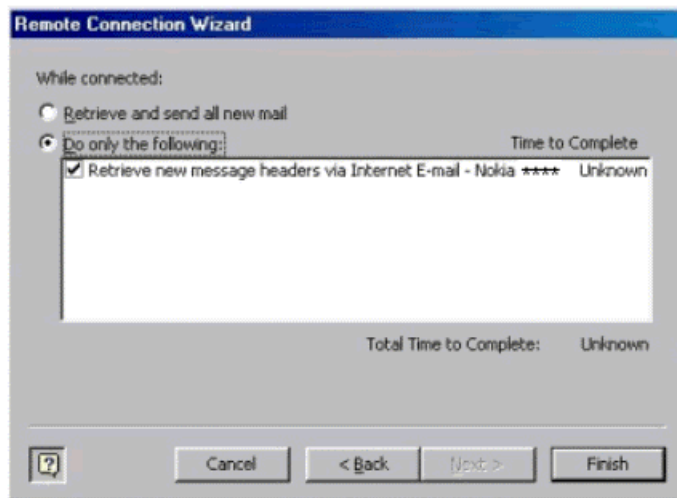 Remote Connection Wizard
While connected:
Retrieve and send all new mail
Do only the following:
Time to Complete
Retrieve new message headers via Internet E-mail - Nokia **** Unknown
Total Time to Complete: Unknown
? Cancel < Back Next > Finish